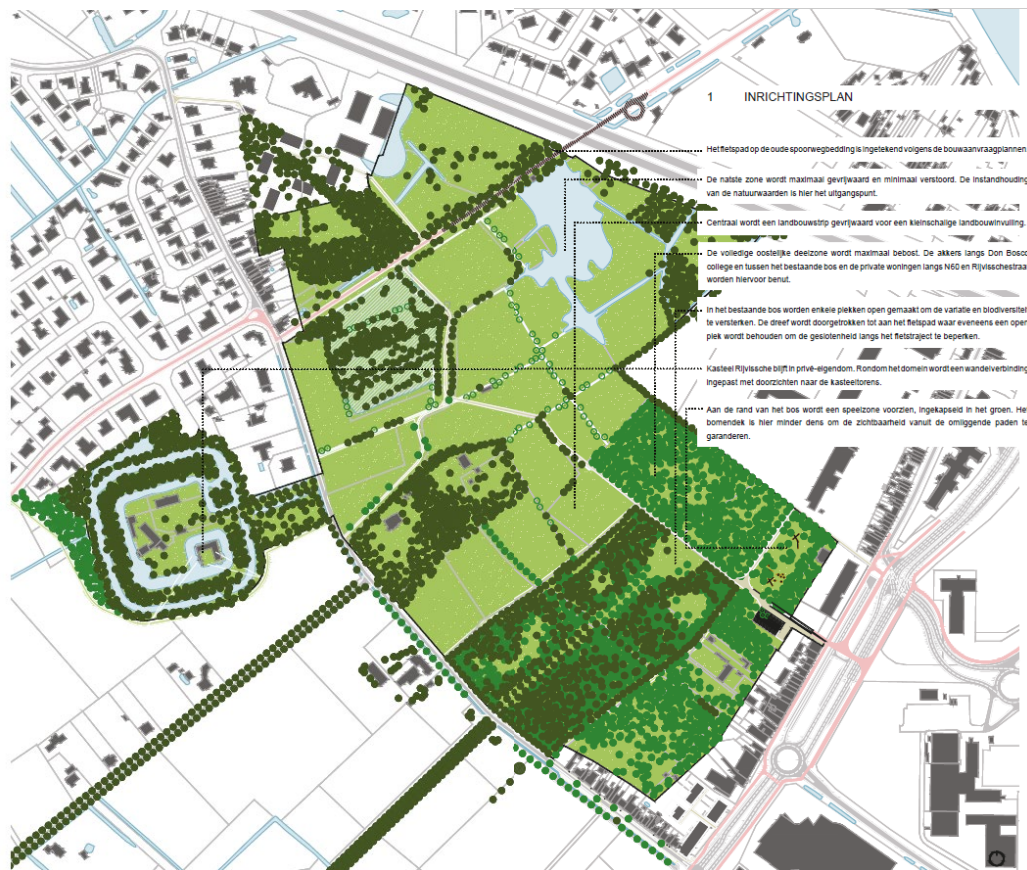 1 INRICHTINGSPLAN
Het fietspad op de oude spoorwegbedding is ingetekend volgens de bouwaanvraagplannen
De natste zone wordt maximaal gevrijwaard en minimaal verstoord. De instandhouding
van de natuurwaarden is hier het uitgangspunt.
Centraal wordt een landbouwstrip gevrijwaard voor een kleinschalige landbouwinvulling.
De volledige oostelijke deelzone wordt maximaal bebost. De akkers langs Don Bosco
college en tussen het bestaande bos en de private woningen langs N60 en Rijvisschestraa
worden hiervoor benut.
In het bestaande bos worden enkele plekken open gemaakt om de variatie en biodiversiteit
te versterken. De dreef wordt doorgetrokken tot aan het fietspad waar eveneens een open
plek wordt behouden om de geslotenheid langs het fietstraject te beperken.
Kasteel Rijvissche blijft in privé-eigendom. Rondom het domein wordt een wandelverbinding
ingepast met doorzichten naar de kasteeltorens.
Aan de rand van het bos wordt een speelzone voorzien, ingekapseld in het groen. He
bomendek is hier minder dens om de zichtbaarheid vanuit de omliggende paden te
garanderen.